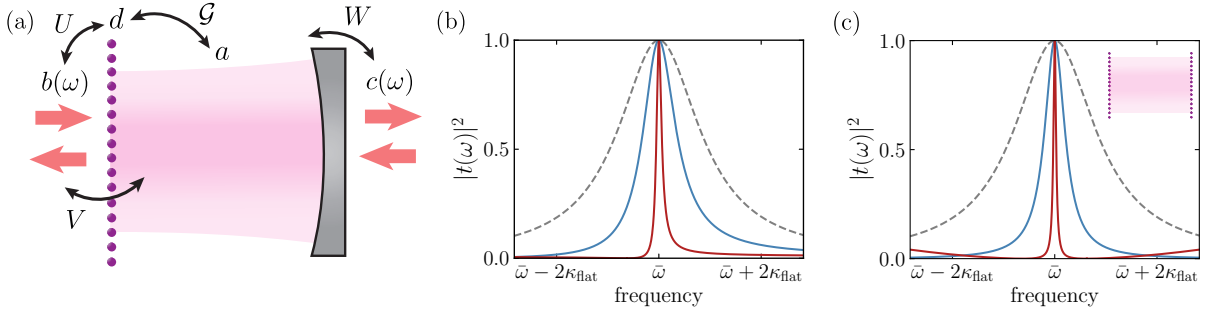 (a)
U
d
𝒢
a
W
b(ω)
c(ω)
V
(b)
1.0
0.5
0.0
|t(ω)|²
ω̄ − 2κ_flat
ω̄
ω̄ + 2κ_flat
frequency
(c)
1.0
0.5
0.0
|t(ω)|²
ω̄ − 2κ_flat
ω̄
ω̄ + 2κ_flat
frequency